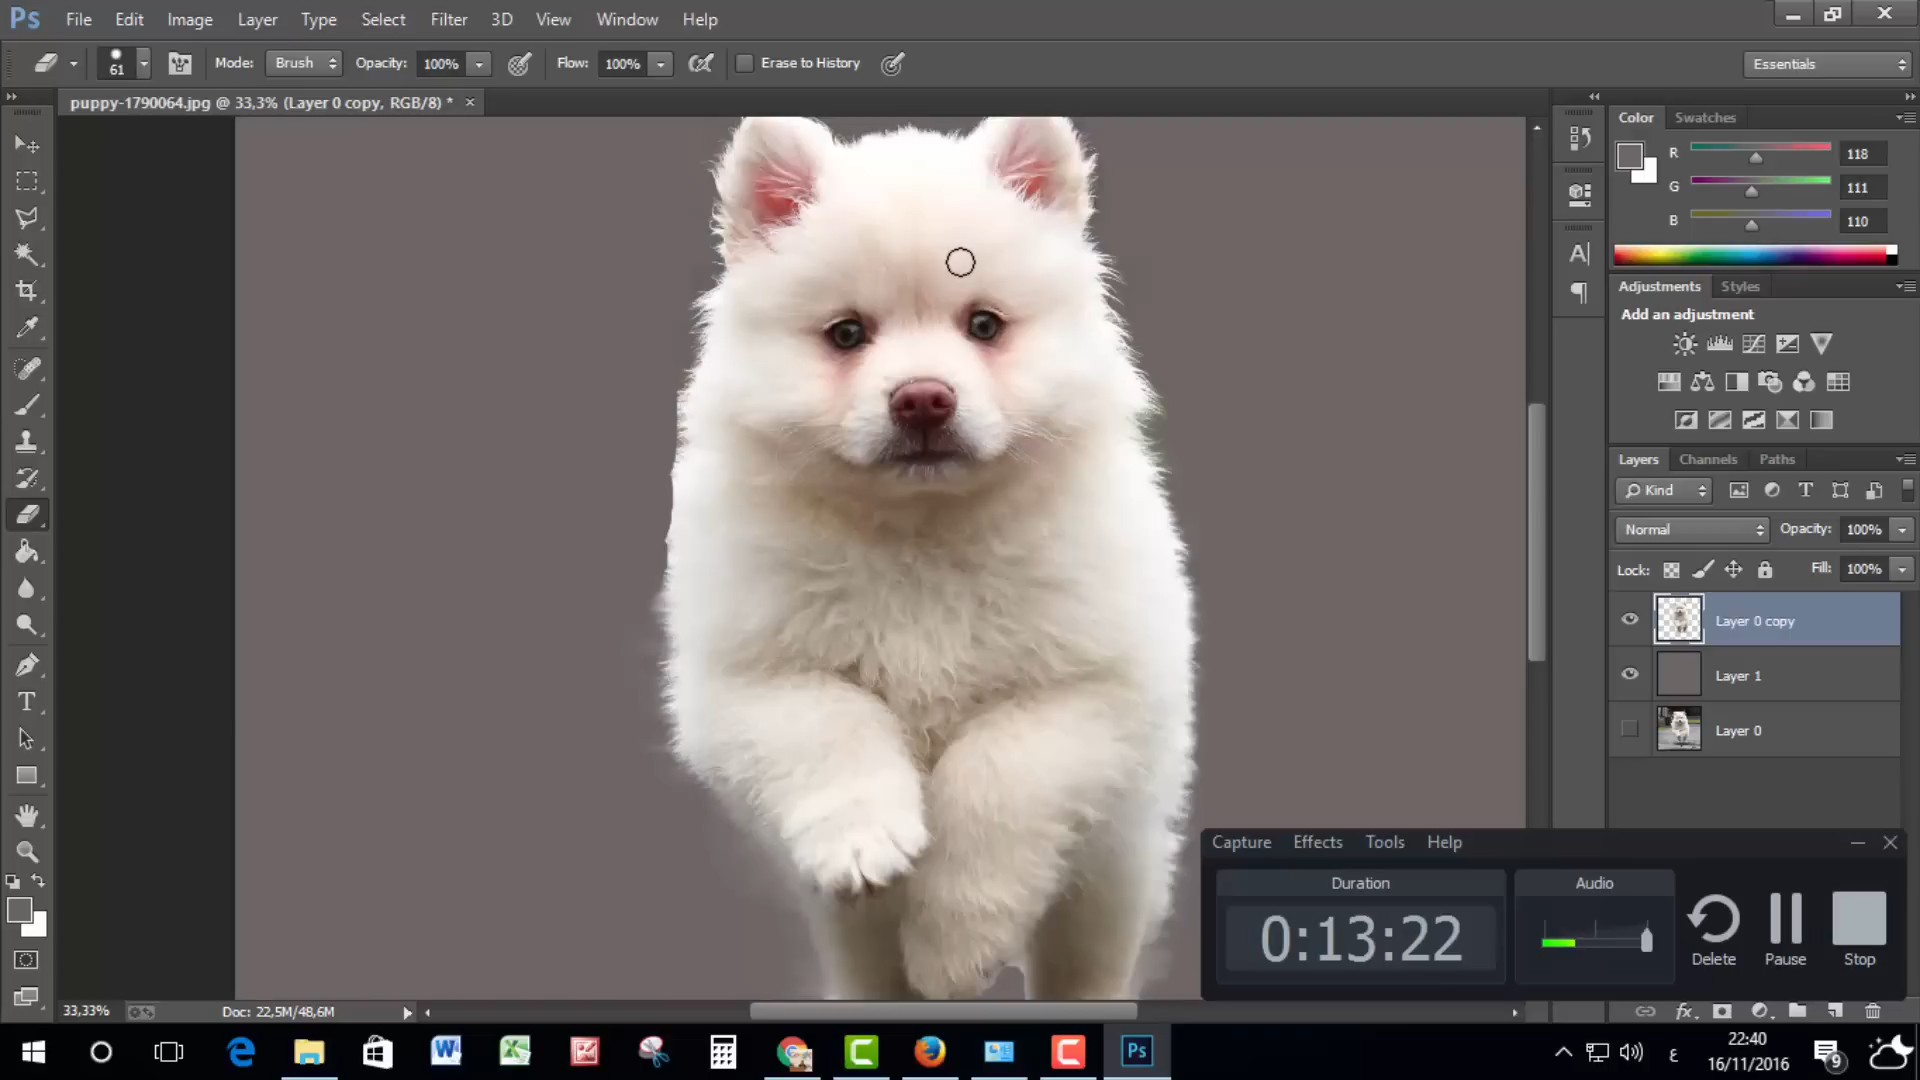 Ps File Edit Image Layer Type Select Filter 3D View Window Help
61 Mode: Brush Opacity: 100% Flow: 100% Erase to History Essentials
puppy-1790064.jpg @ 33,3% (Layer 0 copy, RGB/8) *
Color Swatches
R 118
G 111
B 110
Adjustments Styles
Add an adjustment
Layers Channels Paths
Kind
Normal Opacity: 100%
Lock: Fill: 100%
Layer 0 copy
Layer 1
Layer 0
Capture Effects Tools Help
Duration Audio
0:13:22
Delete Pause Stop
33,33% Doc: 22,5M/48,6M
22:40
16/11/2016
ع
9
Ps